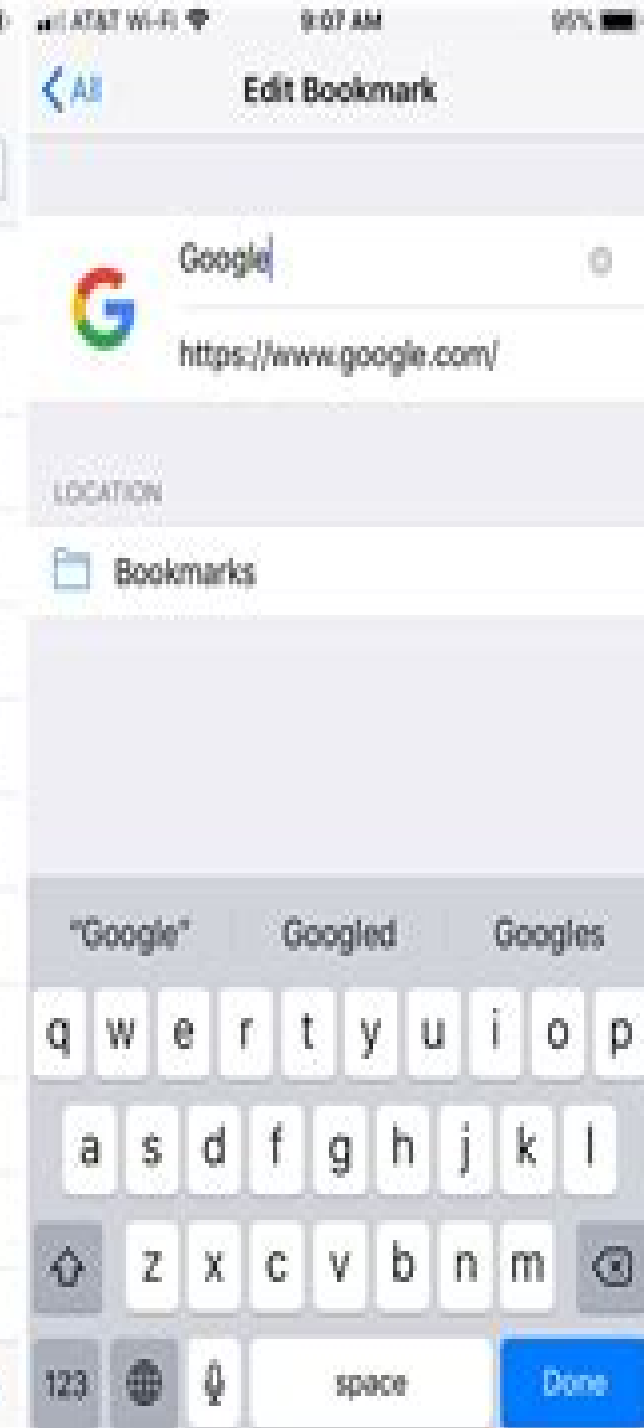 AT&T Wi-Fi 9:07 AM 95%
All Edit Bookmark
Google
https://www.google.com/
LOCATION
Bookmarks
"Google" Googled Googles
q w e r t y u i o p
a s d f g h j k l
z x c v b n m
123 space Done